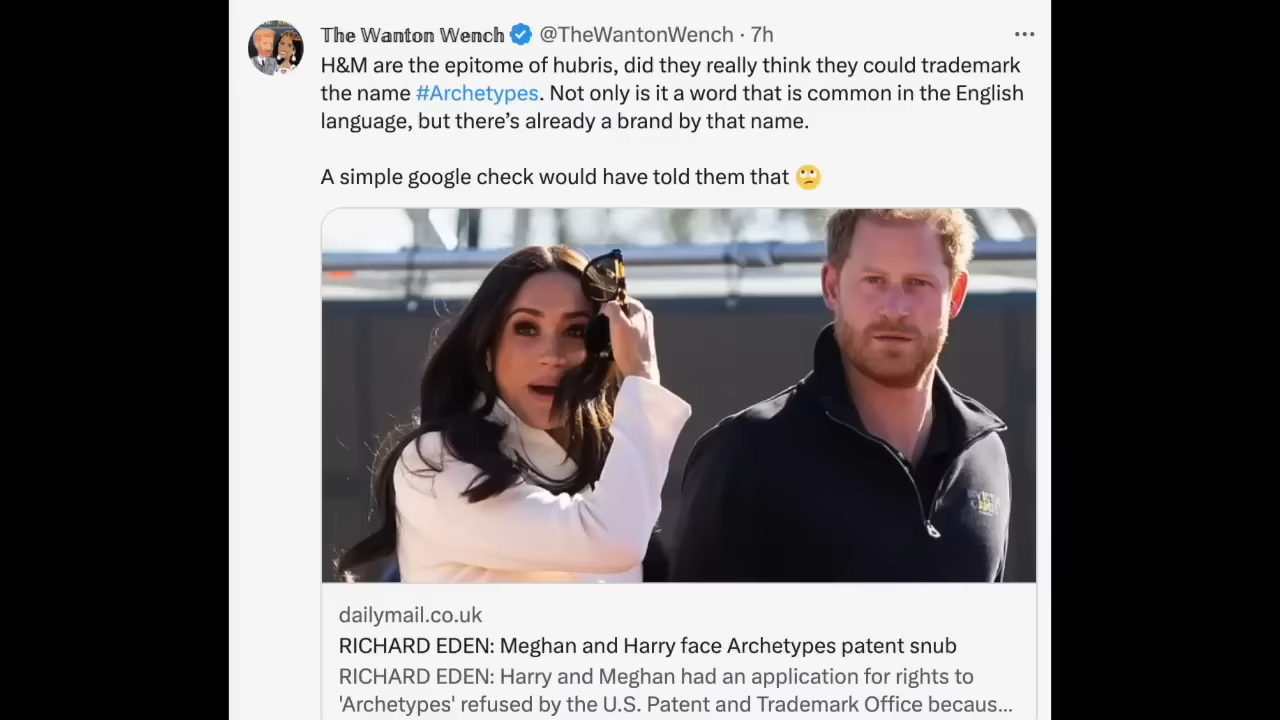 The Wanton Wench @TheWantonWench · 7h
H&M are the epitome of hubris, did they really think they could trademark
the name #Archetypes. Not only is it a word that is common in the English
language, but there’s already a brand by that name.
A simple google check would have told them that 🙄
dailymail.co.uk
RICHARD EDEN: Meghan and Harry face Archetypes patent snub
RICHARD EDEN: Harry and Meghan had an application for rights to
'Archetypes' refused by the U.S. Patent and Trademark Office becaus...